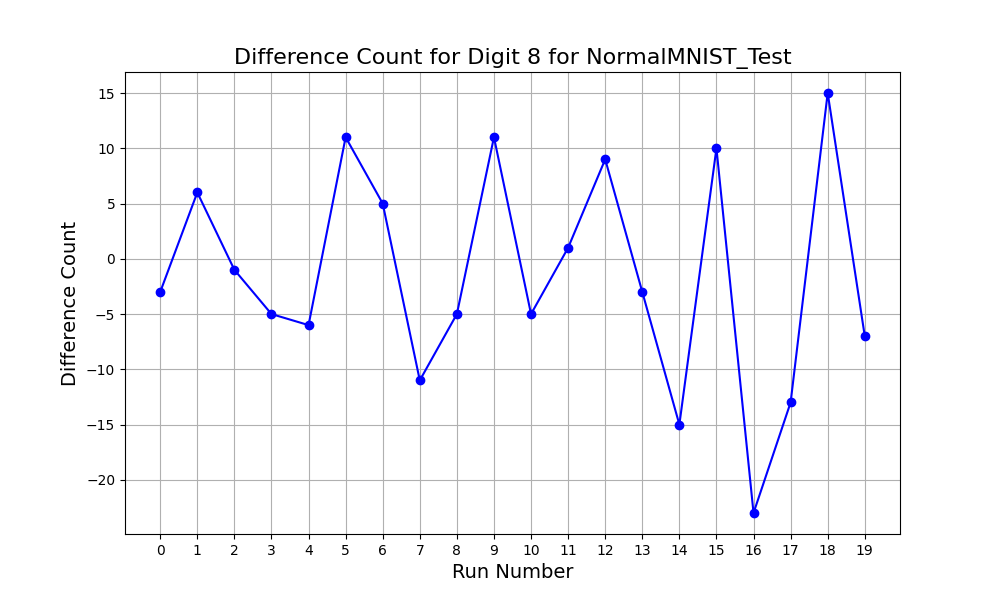 Difference Count for Digit 8 for NormalMNIST_Test
Difference Count
15
10
5
0
−5
−10
−15
−20
0 1 2 3 4 5 6 7 8 9 10 11 12 13 14 15 16 17 18 19
Run Number